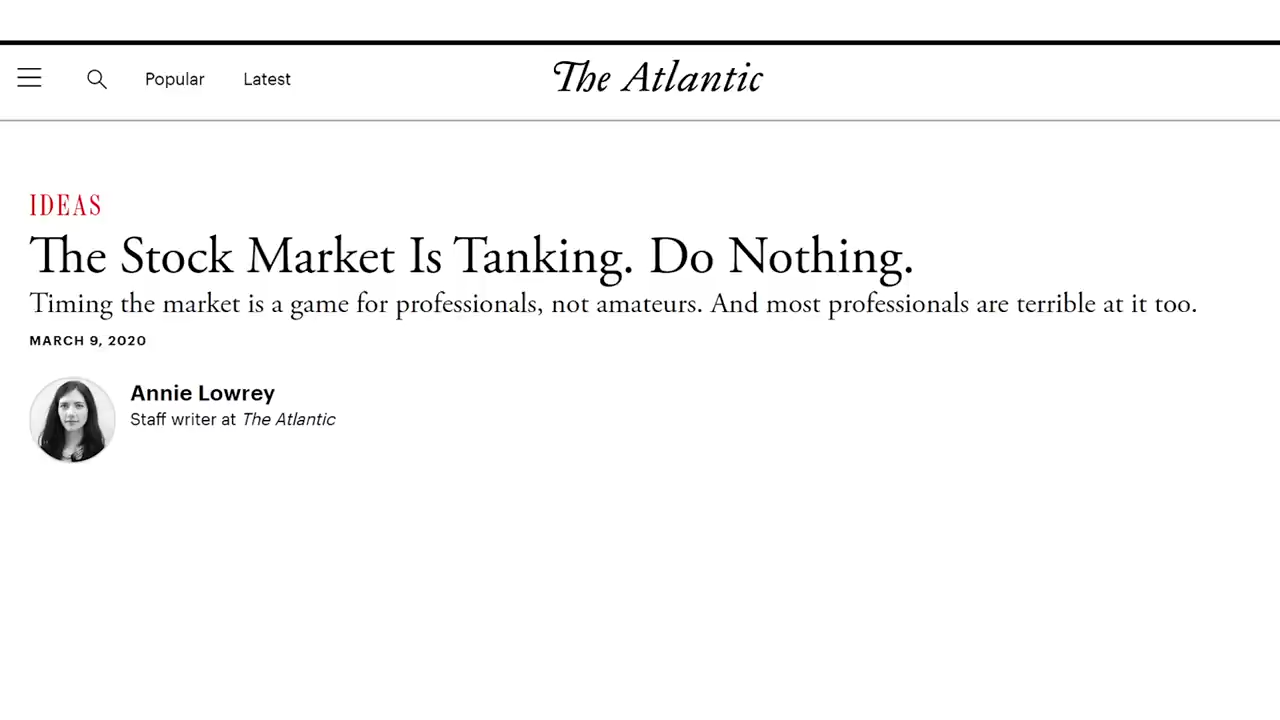 Popular Latest The Atlantic
IDEAS
The Stock Market Is Tanking. Do Nothing.
Timing the market is a game for professionals, not amateurs. And most professionals are terrible at it too.
MARCH 9, 2020
Annie Lowrey
Staff writer at The Atlantic